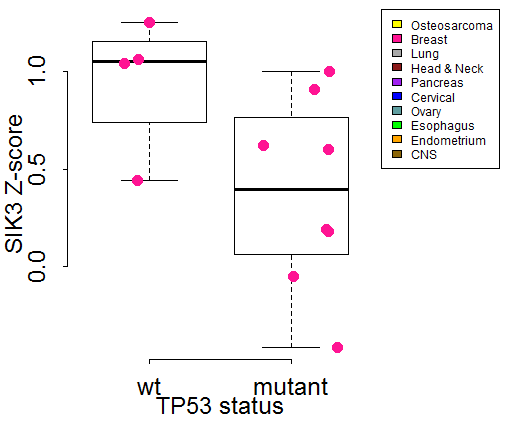 SIK3 Z-score
1.0
0.5
0.0
wt mutant
TP53 status
Osteosarcoma
Breast
Lung
Head & Neck
Pancreas
Cervical
Ovary
Esophagus
Endometrium
CNS